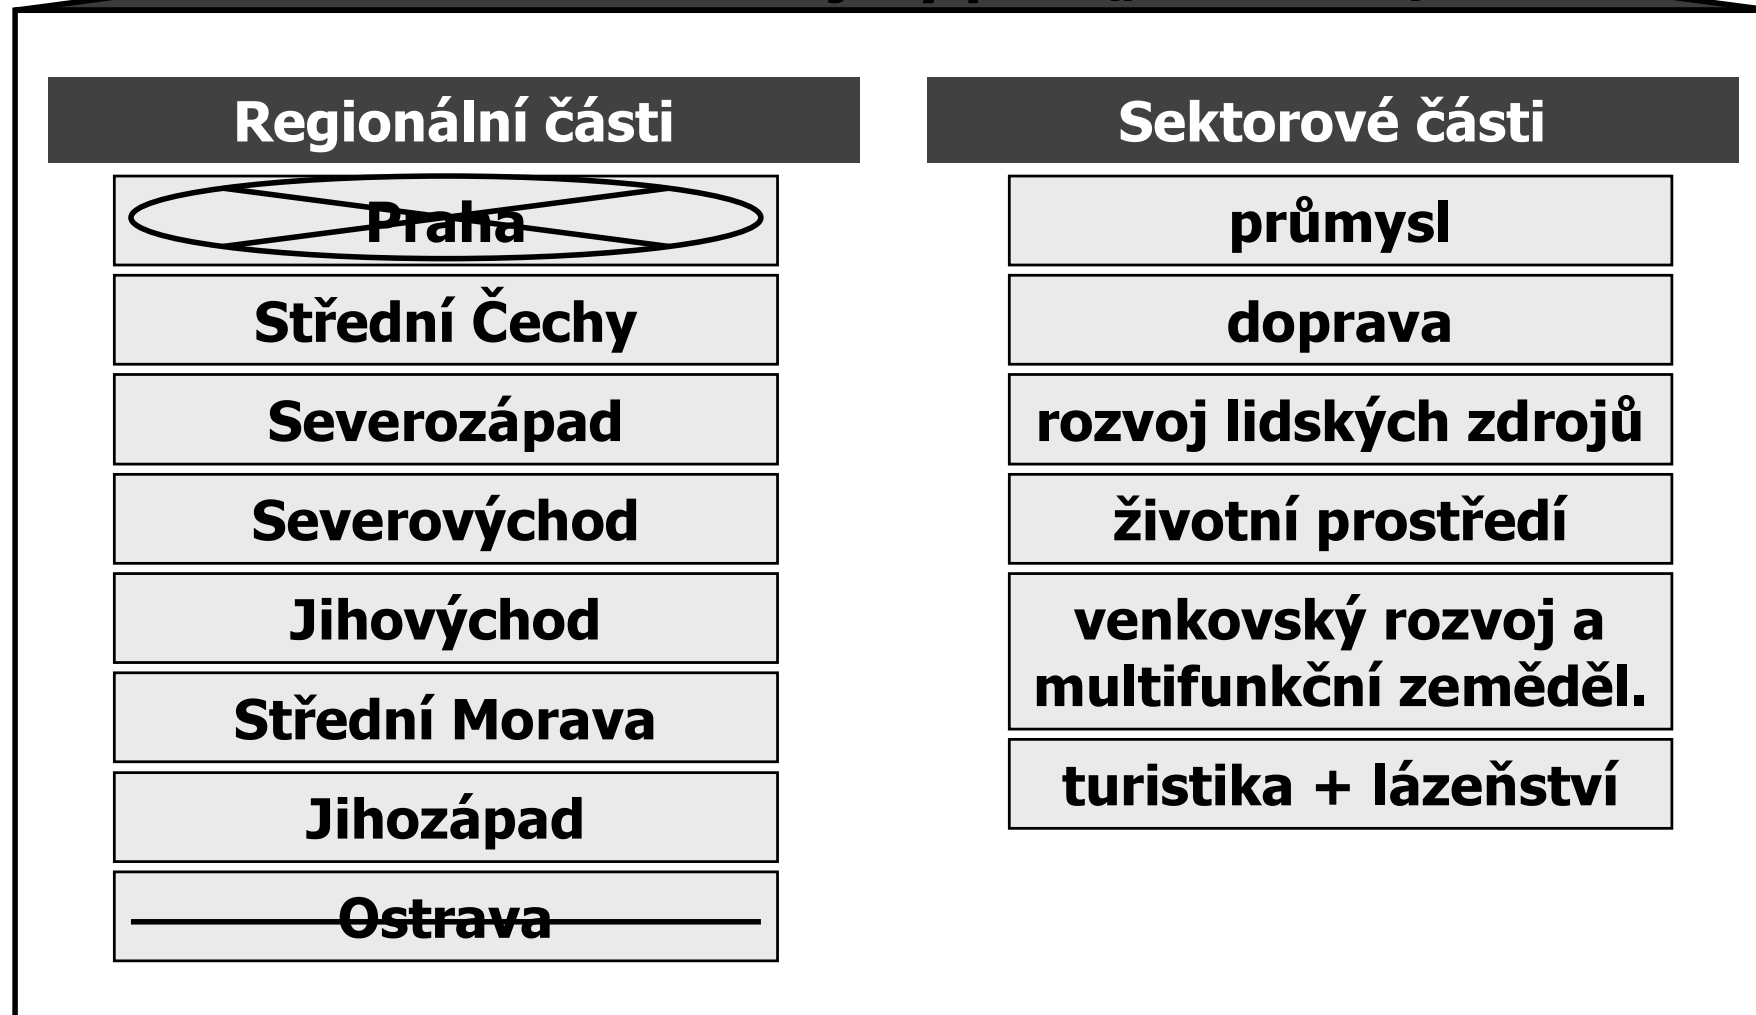 Regionální části
Praha
Střední Čechy
Severozápad
Severovýchod
Jihovýchod
Střední Morava
Jihozápad
Ostrava
Sektorové části
průmysl
doprava
rozvoj lidských zdrojů
životní prostředí
venkovský rozvoj a
multifunkční zeměděl.
turistika + lázeňství